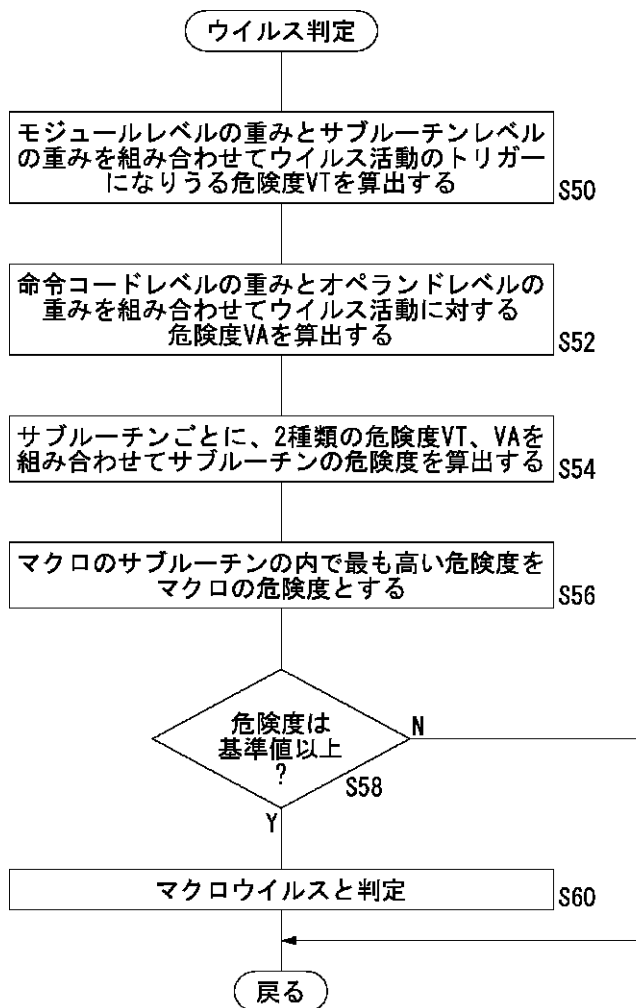 ウイルス判定
モジュールレベルの重みとサブルーチンレベル
の重みを組み合わせてウイルス活動のトリガー
になりうる危険度VTを算出する
S50
命令コードレベルの重みとオペランドレベルの
重みを組み合わせてウイルス活動に対する
危険度VAを算出する
S52
サブルーチンごとに、2種類の危険度VT、VAを
組み合わせてサブルーチンの危険度を算出する
S54
マクロのサブルーチンの内で最も高い危険度を
マクロの危険度とする
S56
危険度は
基準値以上
?
N
S58
Y
マクロウイルスと判定
S60
戻る